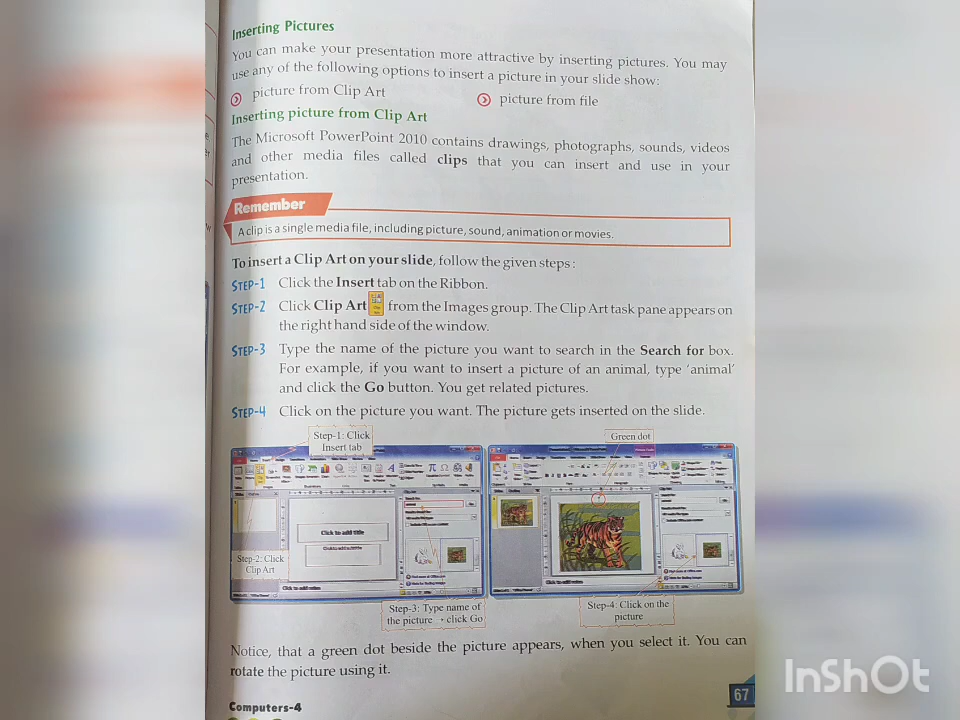 Inserting Pictures
You can make your presentation more attractive by inserting pictures. You may
use any of the following options to insert a picture in your slide show:
picture from Clip Art
picture from file
Inserting picture from Clip Art
The Microsoft PowerPoint 2010 contains drawings, photographs, sounds, videos
and other media files called clips that you can insert and use in your
presentation.
Remember
A clip is a single media file, including picture, sound, animation or movies.
To insert a Clip Art on your slide, follow the given steps:
STEP-1 Click the Insert tab on the Ribbon.
STEP-2 Click Clip Art from the Images group. The Clip Art task pane appears on
the right hand side of the window.
STEP-3 Type the name of the picture you want to search in the Search for box.
For example, if you want to insert a picture of an animal, type 'animal'
and click the Go button. You get related pictures.
STEP-4 Click on the picture you want. The picture gets inserted on the slide.
Step-1: Click
Insert tab
Green dot
Click to add title
Click to add notes
Step-2: Click
Clip Art
Step-3: Type name of
the picture → click Go
Step-4: Click on the
picture
Notice, that a green dot beside the picture appears, when you select it. You can
rotate the picture using it.
67
Computers-4
InShOt